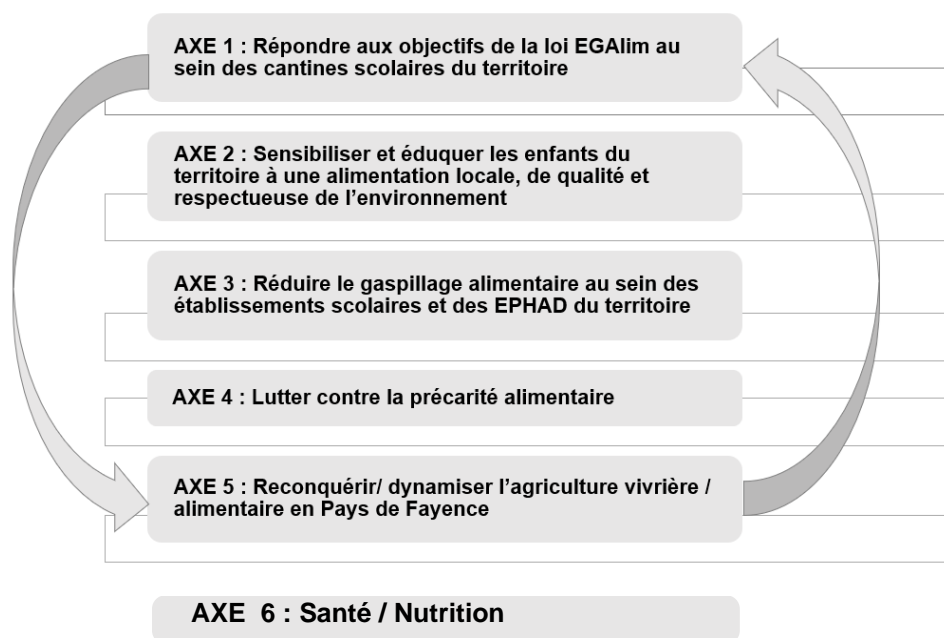 AXE 1 : Répondre aux objectifs de la loi EGAlim au
sein des cantines scolaires du territoire
AXE 2 : Sensibiliser et éduquer les enfants du
territoire à une alimentation locale, de qualité et
respectueuse de l’environnement
AXE 3 : Réduire le gaspillage alimentaire au sein des
établissements scolaires et des EPHAD du territoire
AXE 4 : Lutter contre la précarité alimentaire
AXE 5 : Reconquérir/ dynamiser l’agriculture vivrière /
alimentaire en Pays de Fayence
AXE 6 : Santé / Nutrition